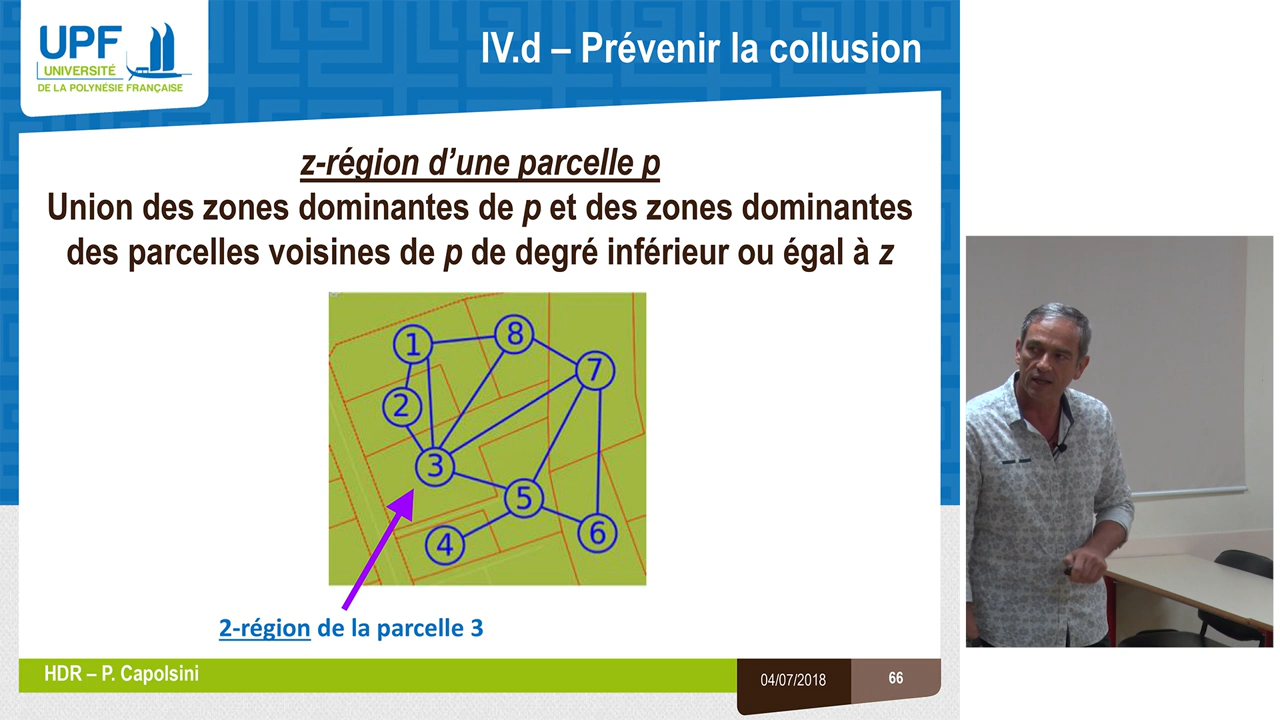 UPF
UNIVERSITÉ
DE LA POLYNÉSIE FRANÇAISE
IV.d – Prévenir la collusion
z-région d’une parcelle p
Union des zones dominantes de p et des zones dominantes
des parcelles voisines de p de degré inférieur ou égal à z
1
8
7
2
3
5
4
6
2-région de la parcelle 3
HDR – P. Capolsini
04/07/2018
66